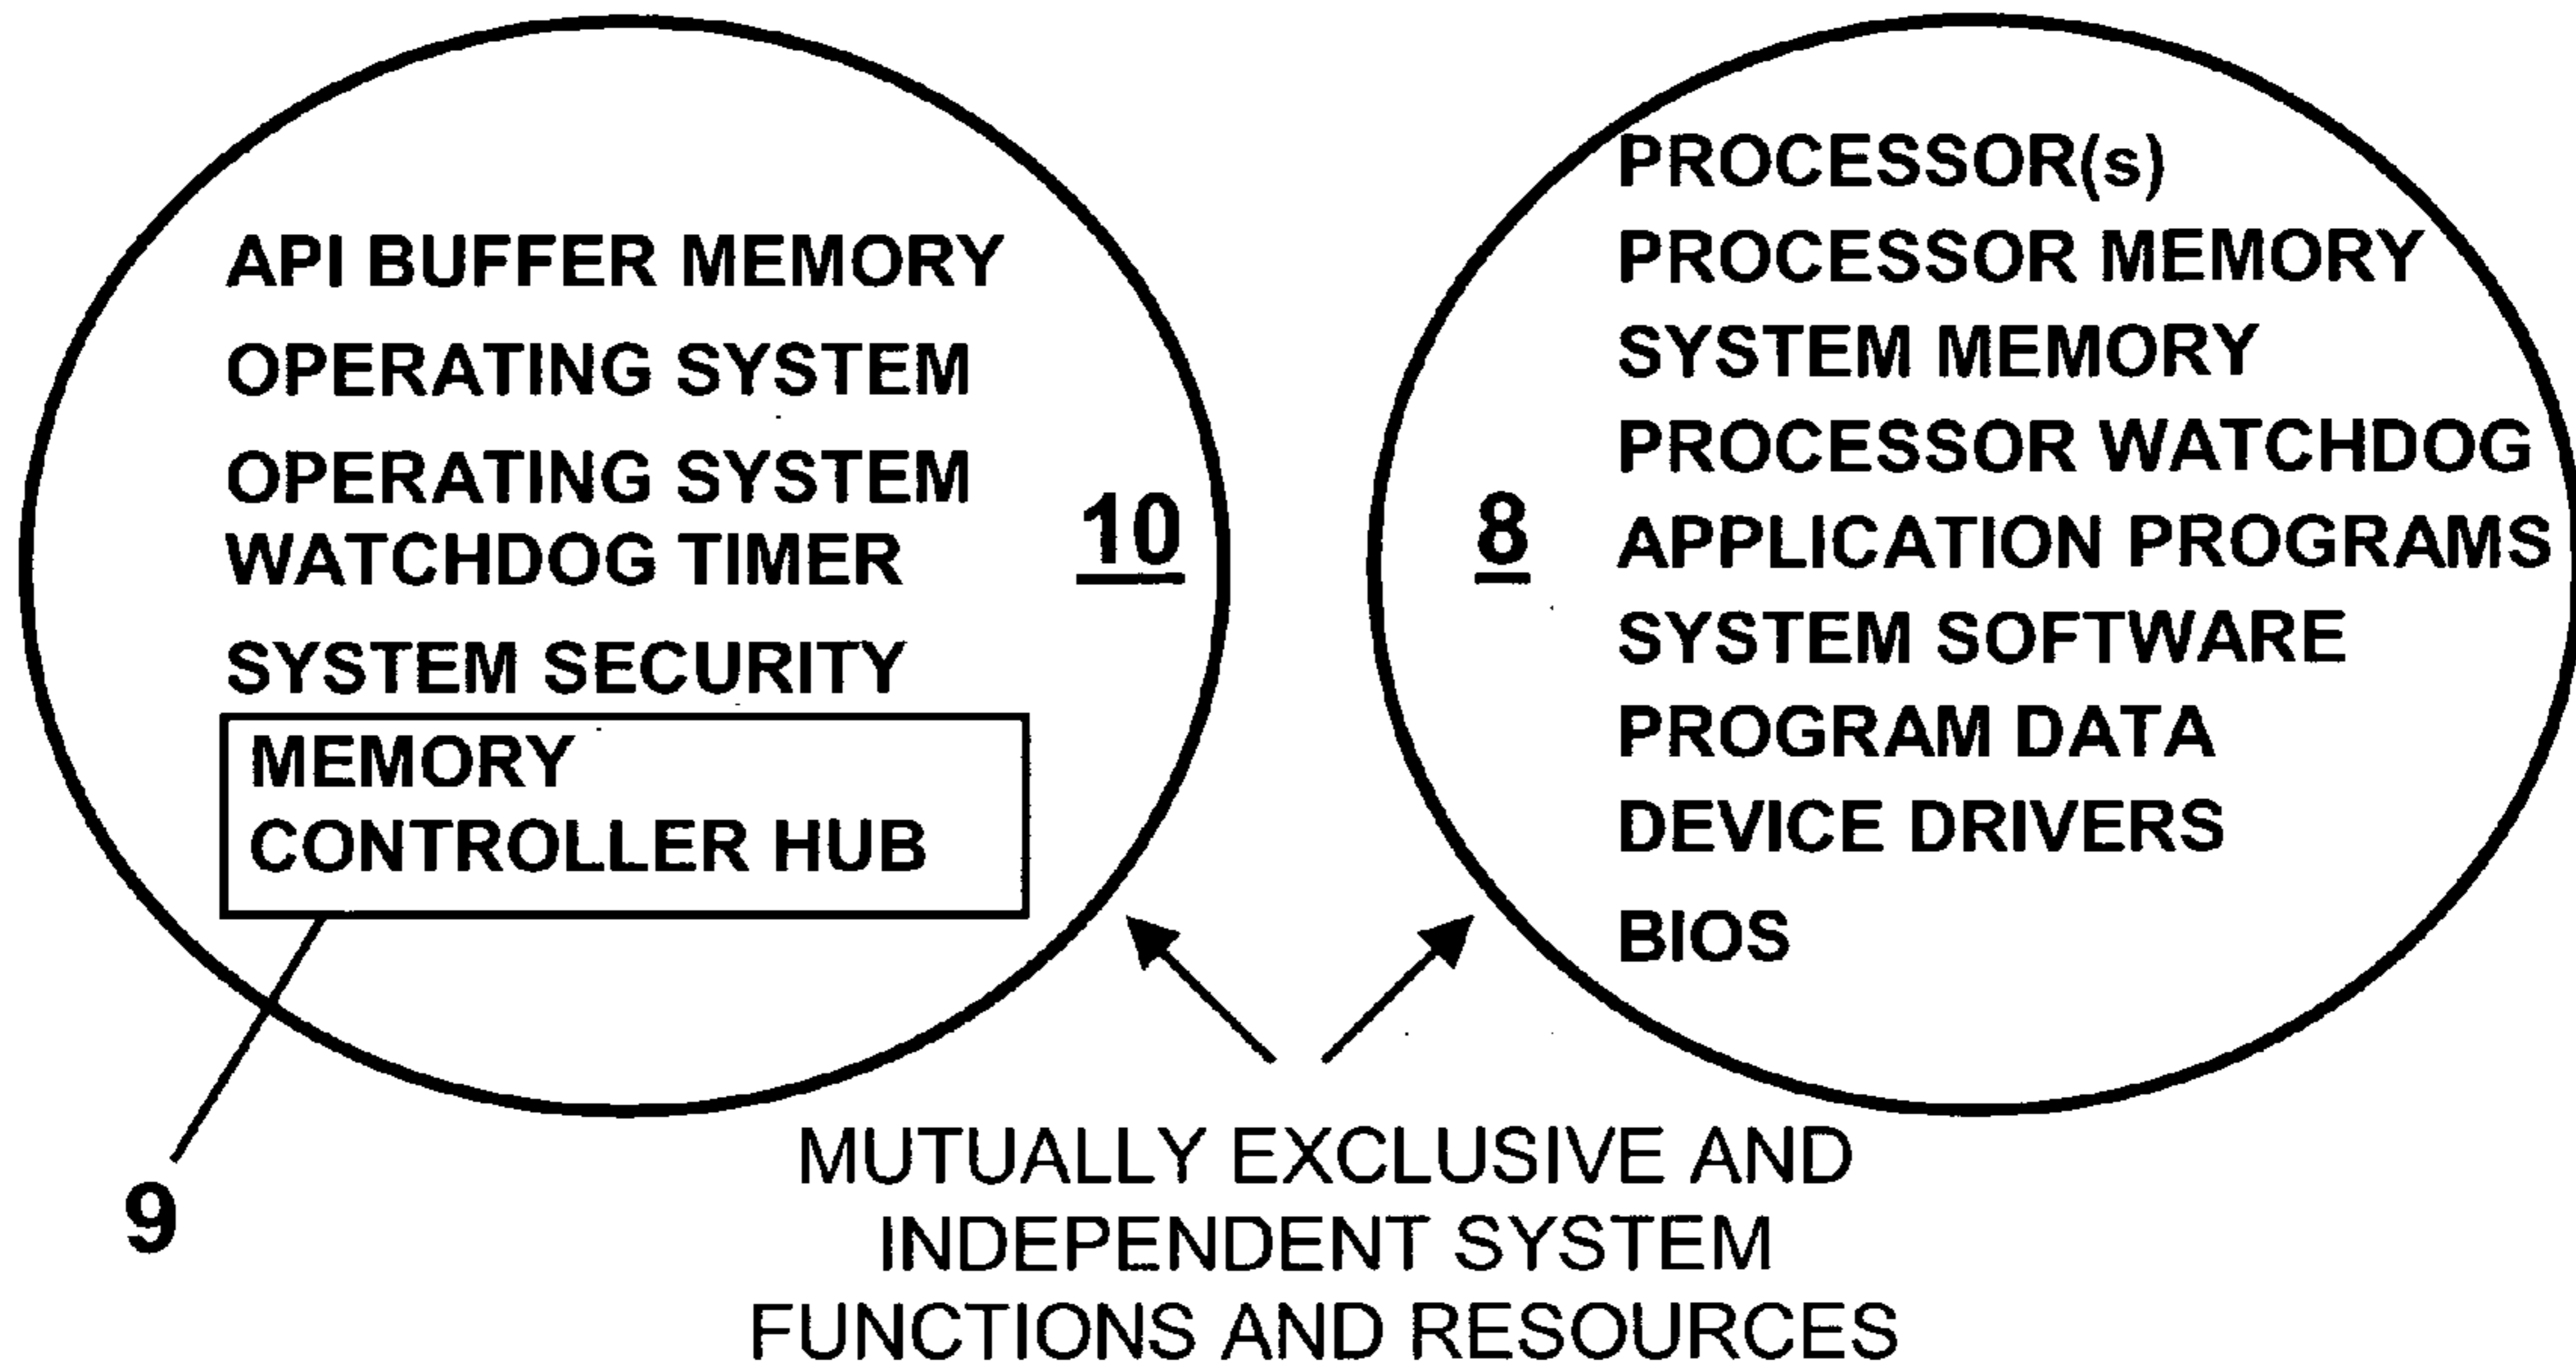 API BUFFER MEMORY
OPERATING SYSTEM
OPERATING SYSTEM
WATCHDOG TIMER
SYSTEM SECURITY
MEMORY
CONTROLLER HUB
10
9
8
PROCESSOR(s)
PROCESSOR MEMORY
SYSTEM MEMORY
PROCESSOR WATCHDOG
APPLICATION PROGRAMS
SYSTEM SOFTWARE
PROGRAM DATA
DEVICE DRIVERS
BIOS
MUTUALLY EXCLUSIVE AND
INDEPENDENT SYSTEM
FUNCTIONS AND RESOURCES